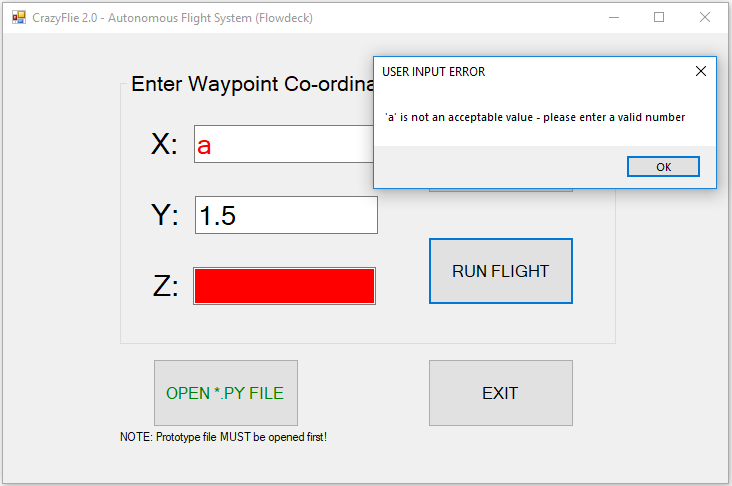 CrazyFlie 2.0 - Autonomous Flight System (Flowdeck)
USER INPUT ERROR
'a' is not an acceptable value - please enter a valid number
OK
Enter Waypoint Co-ordina
X: a
Y: 1.5
Z:
RUN FLIGHT
OPEN *.PY FILE
EXIT
NOTE: Prototype file MUST be opened first!